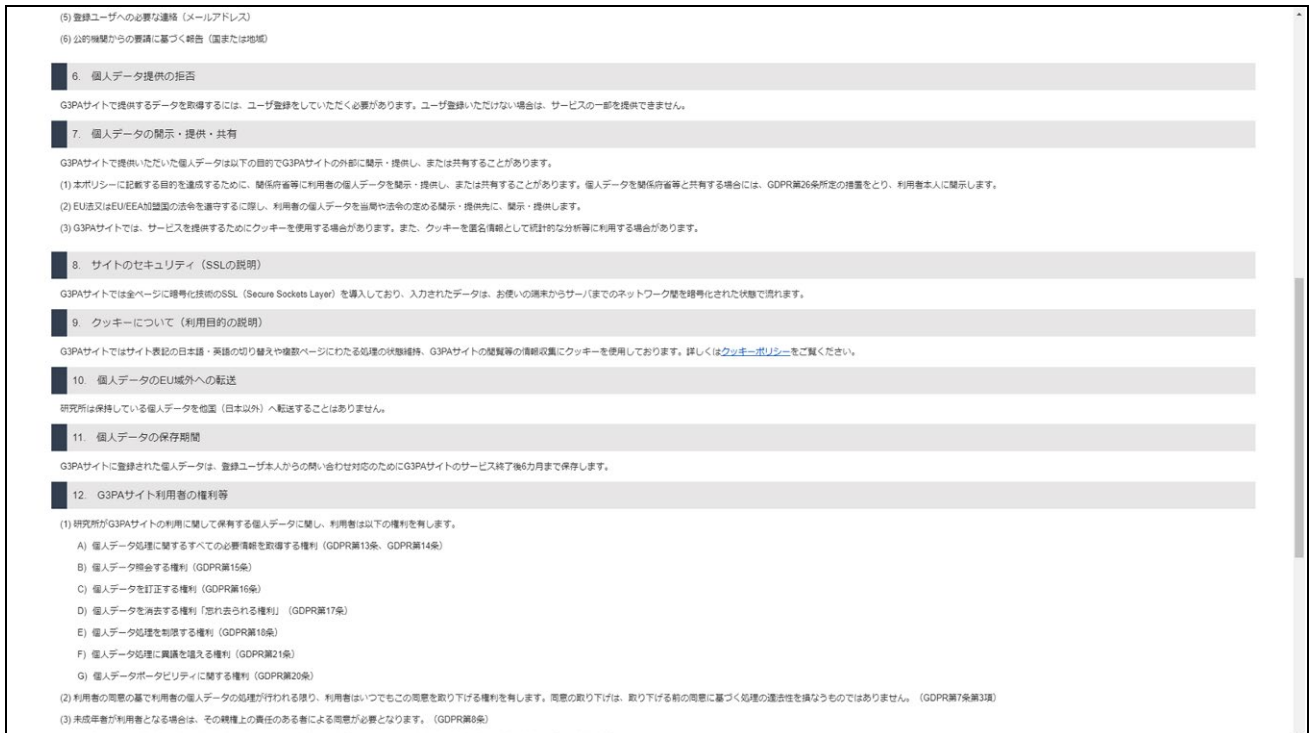 (5) 登録ユーザへの必要な連絡（メールアドレス）
(6) 公的機関からの要請に基づく報告（国または地域）
6. 個人データ提供の拒否
G3PAサイトで提供するデータを取得するには、ユーザ登録をしていただく必要があります。ユーザ登録いただけない場合は、サービスの一部を提供できません。
7. 個人データの開示・提供・共有
G3PAサイトで提供いただいた個人データは以下の目的でG3PAサイトの外部に開示・提供し、または共有することがあります。
(1) 本ポリシーに記載する目的を達成するために、関係府省等に利用者の個人データを開示・提供し、または共有することがあります。個人データを関係府省等と共有する場合には、GDPR第26条所定の措置をとり、利用者本人に開示します。
(2) EU法又はEU/EEA加盟国の法令を遵守するに際し、利用者の個人データを当局や法令の定める開示・提供先に、開示・提供します。
(3) G3PAサイトでは、サービスを提供するためにクッキーを使用する場合があります。また、クッキーを匿名情報として統計的な分析等に利用する場合があります。
8. サイトのセキュリティ（SSLの説明）
G3PAサイトでは全ページに暗号化技術のSSL（Secure Sockets Layer）を導入しており、入力されたデータは、お使いの端末からサーバまでのネットワーク間を暗号化された状態で流れます。
9. クッキーについて（利用目的の説明）
G3PAサイトではサイト表記の日本語・英語の切り替えや複数ページにわたる処理の状態維持、G3PAサイトの閲覧等の情報収集にクッキーを使用しております。詳しくはクッキーポリシーをご覧ください。
10. 個人データのEU域外への転送
研究所は保持している個人データを他国（日本以外）へ転送することはありません。
11. 個人データの保存期間
G3PAサイトに登録された個人データは、登録ユーザ本人からの問い合わせ対応のためにG3PAサイトのサービス終了後6カ月まで保存します。
12. G3PAサイト利用者の権利等
(1) 研究所がG3PAサイトの利用に関して保有する個人データに関し、利用者は以下の権利を有します。
A) 個人データ処理に関するすべての必要情報を取得する権利（GDPR第13条、GDPR第14条）
B) 個人データ照会する権利（GDPR第15条）
C) 個人データを訂正する権利（GDPR第16条）
D) 個人データを消去する権利「忘れ去られる権利」（GDPR第17条）
E) 個人データ処理を制限する権利（GDPR第18条）
F) 個人データ処理に異議を唱える権利（GDPR第21条）
G) 個人データポータビリティに関する権利（GDPR第20条）
(2) 利用者の同意の基で利用者の個人データの処理が行われる限り、利用者はいつでもこの同意を取り下げる権利を有します。同意の取り下げは、取り下げる前の同意に基づく処理の適法性を損なうものではありません。（GDPR第7条第3項）
(3) 未成年者が利用者となる場合は、その親権上の責任のある者による同意が必要となります。（GDPR第8条）